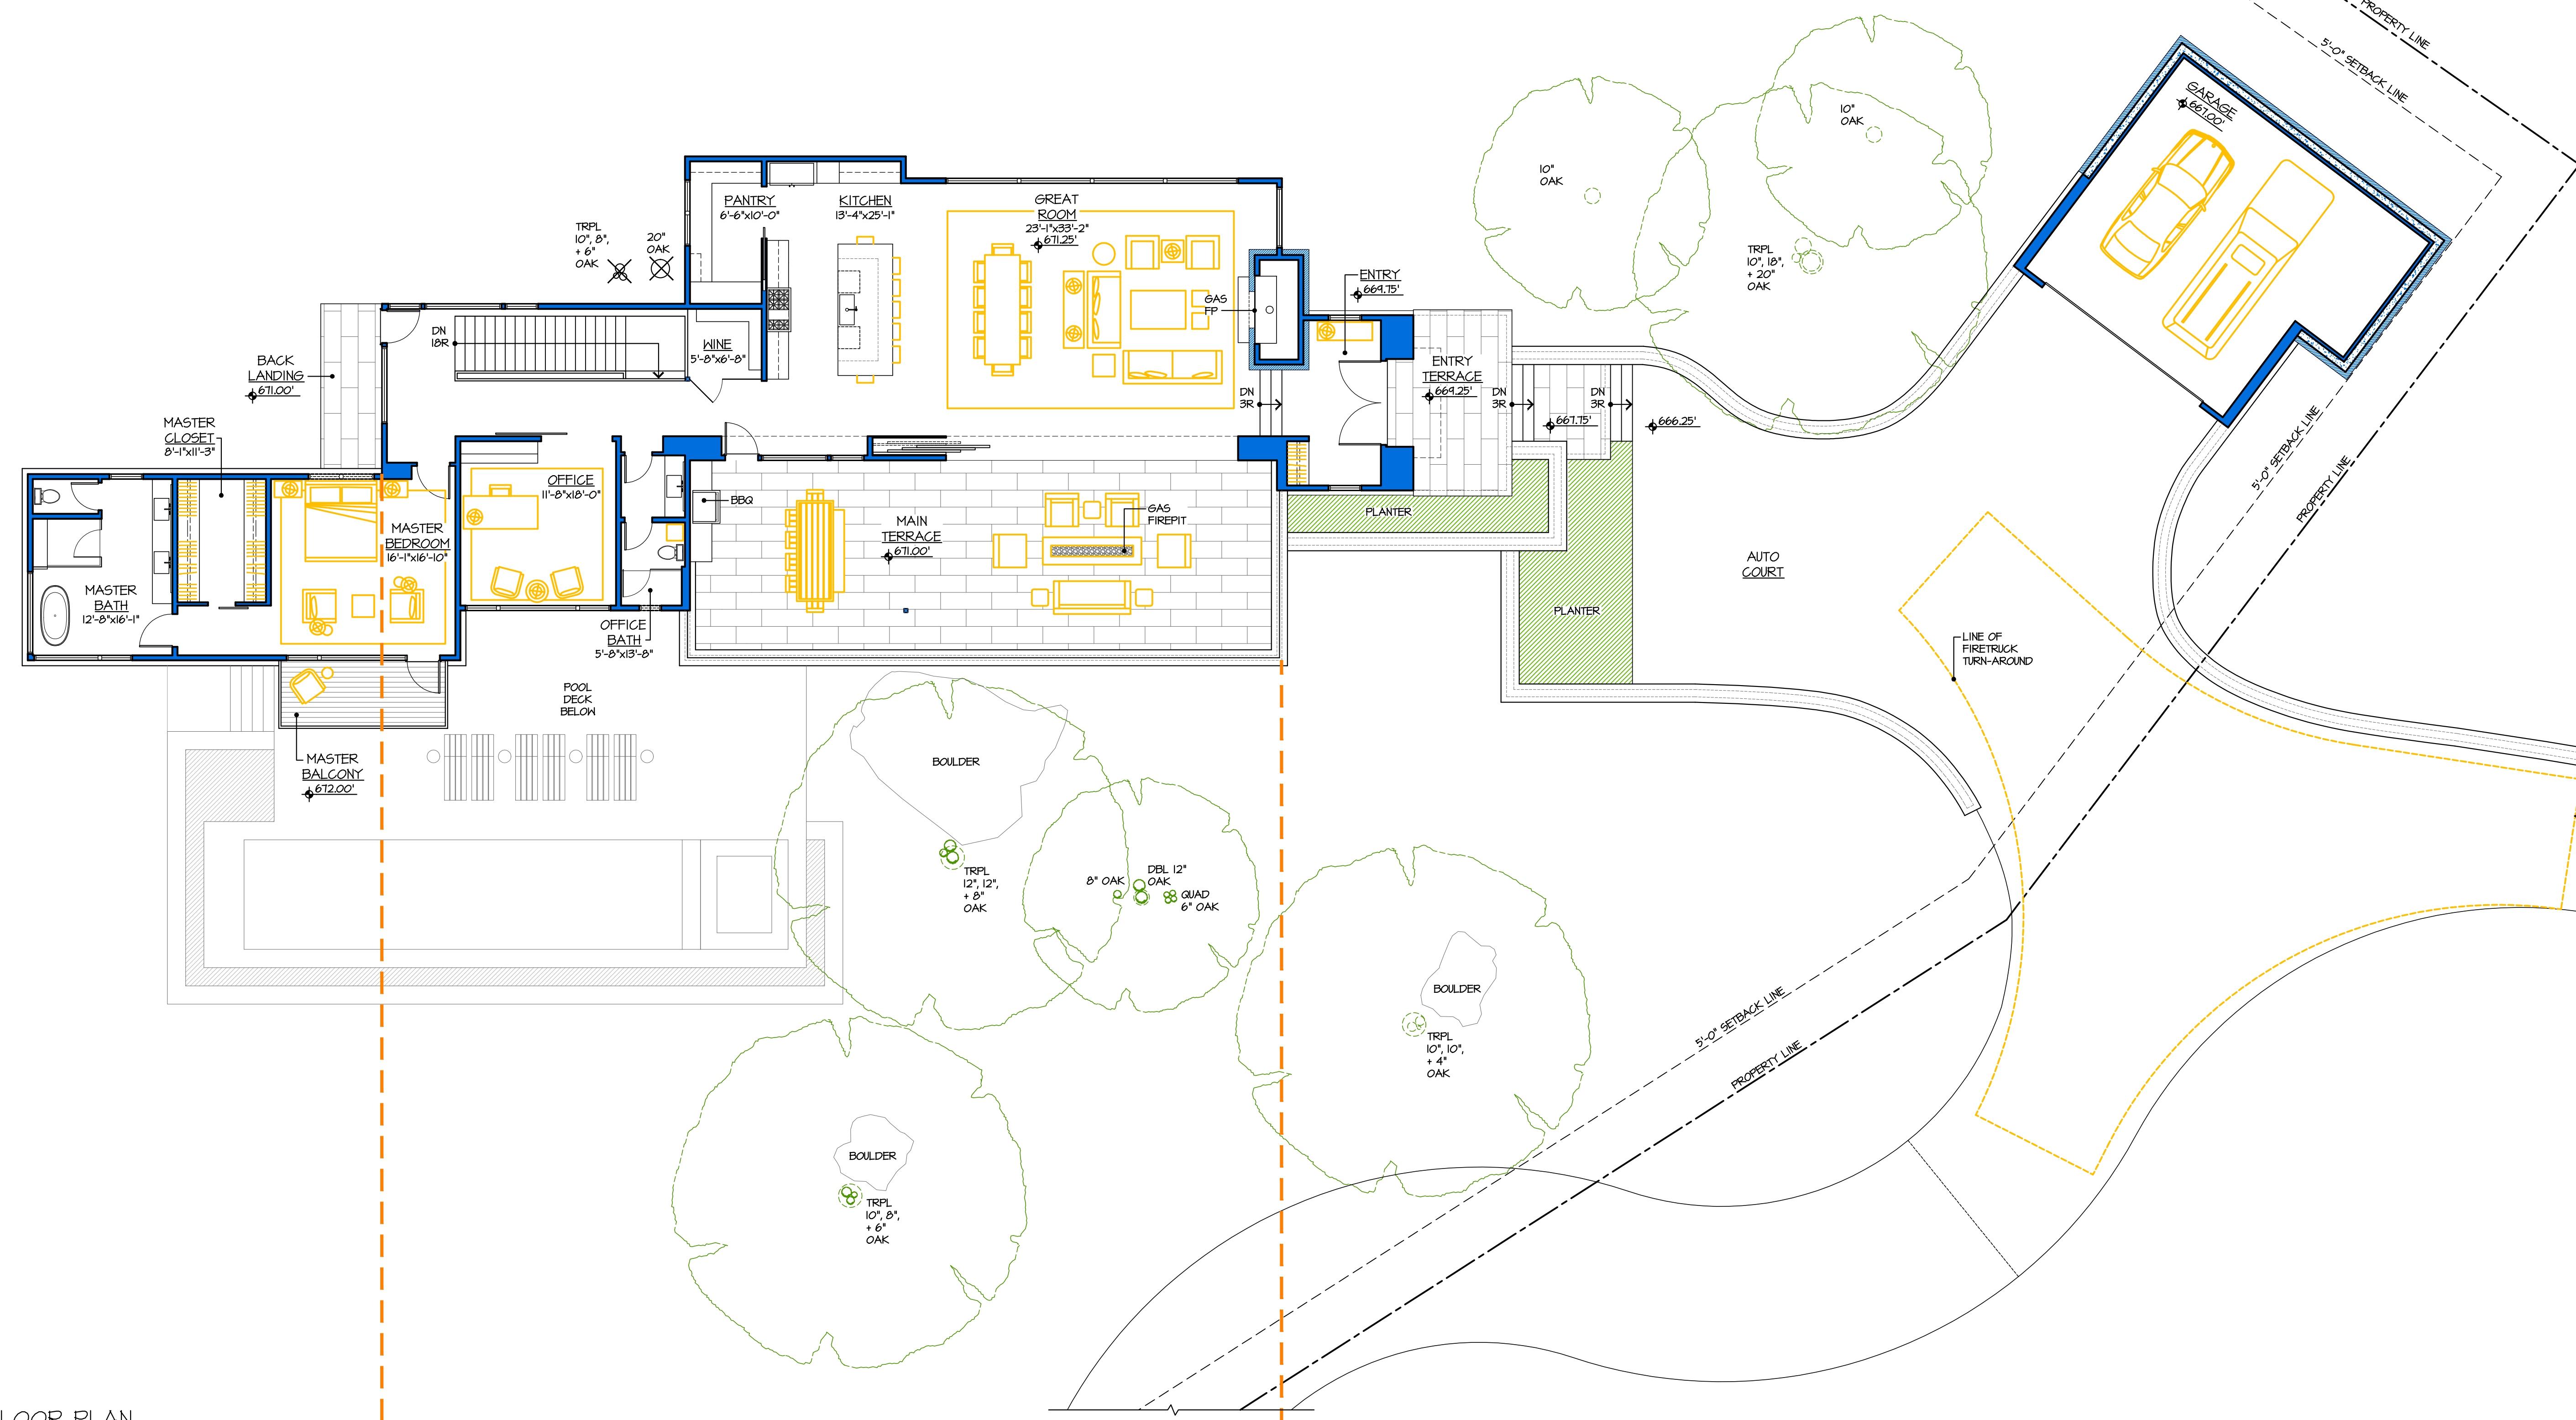 PROPERTY LINE
5'-0" SETBACK LINE
GARAGE
667.00'
10"
OAK
10"
OAK
TRPL
10", 18",
+ 20"
OAK
TRPL
10", 8",
+ 6"
OAK
20"
OAK
PANTRY
6'-6"x10'-0"
KITCHEN
13'-4"x25'-1"
GREAT
ROOM
23'-1"x33'-2"
671.25'
GAS
FP
ENTRY
669.75'
ENTRY
TERRACE
669.25'
DN
3R
DN
3R
667.75'
DN
3R
666.25'
DN
18R
WINE
5'-8"x6'-8"
BACK
LANDING
671.00'
MASTER
CLOSET
8'-1"x11'-3"
OFFICE
11'-8"x18'-0"
MASTER
BEDROOM
16'-1"x16'-10"
MASTER
BATH
12'-8"x16'-1"
BBQ
MAIN
TERRACE
671.00'
GAS
FIREPIT
PLANTER
PLANTER
AUTO
COURT
5'-0" SETBACK LINE
PROPERTY LINE
LINE OF
FIRETRUCK
TURN-AROUND
OFFICE
BATH
5'-8"x13'-8"
POOL
DECK
BELOW
MASTER
BALCONY
672.00'
BOULDER
TRPL
12", 12",
+ 8"
OAK
8" OAK
DBL 12"
OAK
QUAD
6" OAK
BOULDER
TRPL
10", 10",
+ 4"
OAK
5'-0" SETBACK LINE
PROPERTY LINE
BOULDER
TRPL
10", 8",
+ 6"
OAK
LOOR PLAN